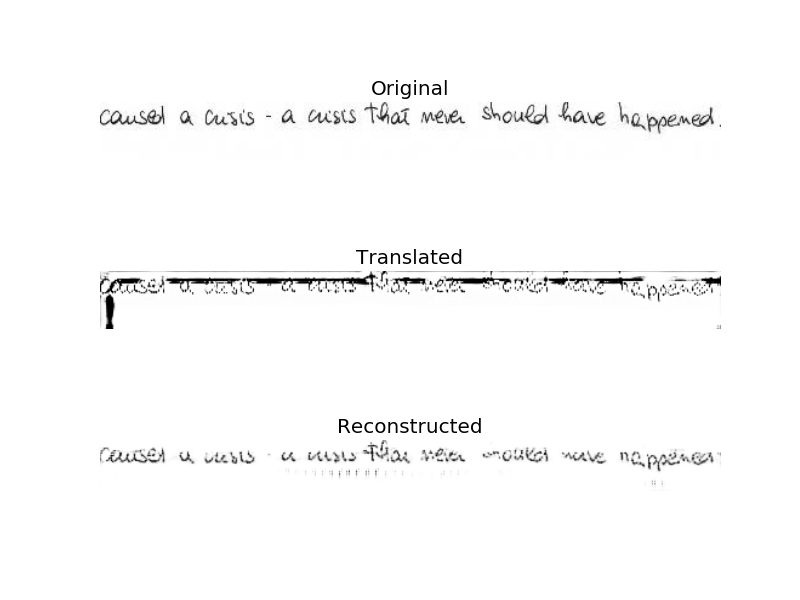 Original
caused a crisis - a crisis that never should have happened.
Translated
caused a crisis a crisis that never should have happened
Reconstructed
caused a crisis - a crisis that never should have happened